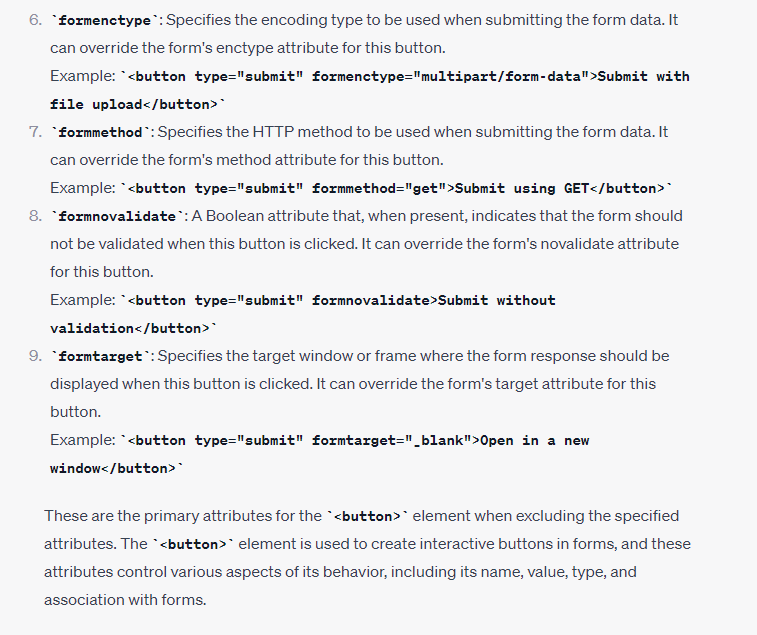 6. `formenctype`: Specifies the encoding type to be used when submitting the form data. It
can override the form's enctype attribute for this button.
Example: `<button type="submit" formenctype="multipart/form-data">Submit with
file upload</button>`
7. `formmethod`: Specifies the HTTP method to be used when submitting the form data. It
can override the form's method attribute for this button.
Example: `<button type="submit" formmethod="get">Submit using GET</button>`
8. `formnovalidate`: A Boolean attribute that, when present, indicates that the form should
not be validated when this button is clicked. It can override the form's novalidate attribute
for this button.
Example: `<button type="submit" formnovalidate>Submit without
validation</button>`
9. `formtarget`: Specifies the target window or frame where the form response should be
displayed when this button is clicked. It can override the form's target attribute for this
button.
Example: `<button type="submit" formtarget="_blank">Open in a new
window</button>`
These are the primary attributes for the `<button>` element when excluding the specified
attributes. The `<button>` element is used to create interactive buttons in forms, and these
attributes control various aspects of its behavior, including its name, value, type, and
association with forms.